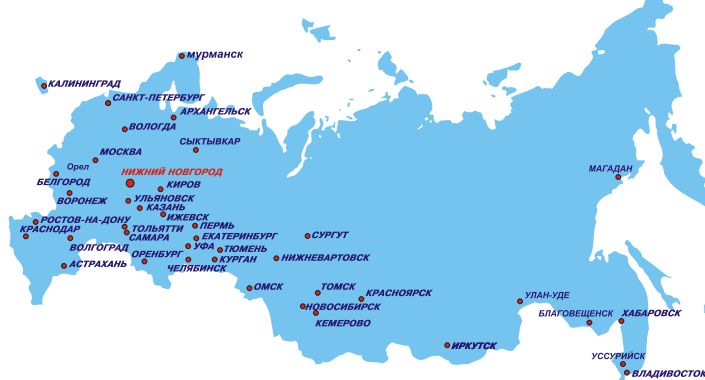 мурманск
КАЛИНИНГРАД
САНКТ-ПЕТЕРБУРГ
АРХАНГЕЛЬСК
ВОЛОГДА
СЫКТЫВКАР
МОСКВА
Орел
НИЖНИЙ НОВГОРОД
МАГАДАН
БЕЛГОРОД
КИРОВ
ВОРОНЕЖ
УЛЬЯНОВСК
КАЗАНЬ
ИЖЕВСК
РОСТОВ-НА-ДОНУ
КРАСНОДАР
ТОЛЬЯТТИ
ПЕРМЬ
САМАРА
ЕКАТЕРИНБУРГ
СУРГУТ
ВОЛГОГРАД
УФА
ТЮМЕНЬ
ОРЕНБУРГ
КУРГАН
НИЖНЕВАРТОВСК
АСТРАХАНЬ
ЧЕЛЯБИНСК
ОМСК
ТОМСК
КРАСНОЯРСК
УЛАН-УДЕ
НОВОСИБИРСК
БЛАГОВЕЩЕНСК
ХАБАРОВСК
КЕМЕРОВО
ИРКУТСК
УССУРИЙСК
ВЛАДИВОСТОК